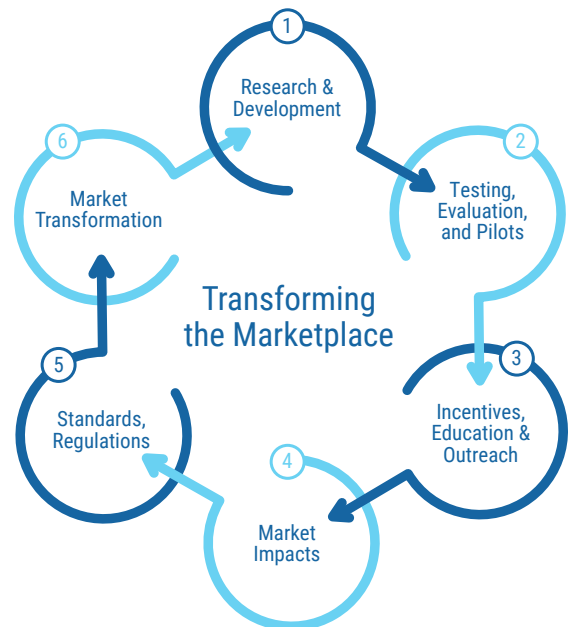 1
Research &
Development
2
Testing,
Evaluation,
and Pilots
3
Incentives,
Education &
Outreach
4
Market
Impacts
5
Standards,
Regulations
6
Market
Transformation
Transforming
the Marketplace